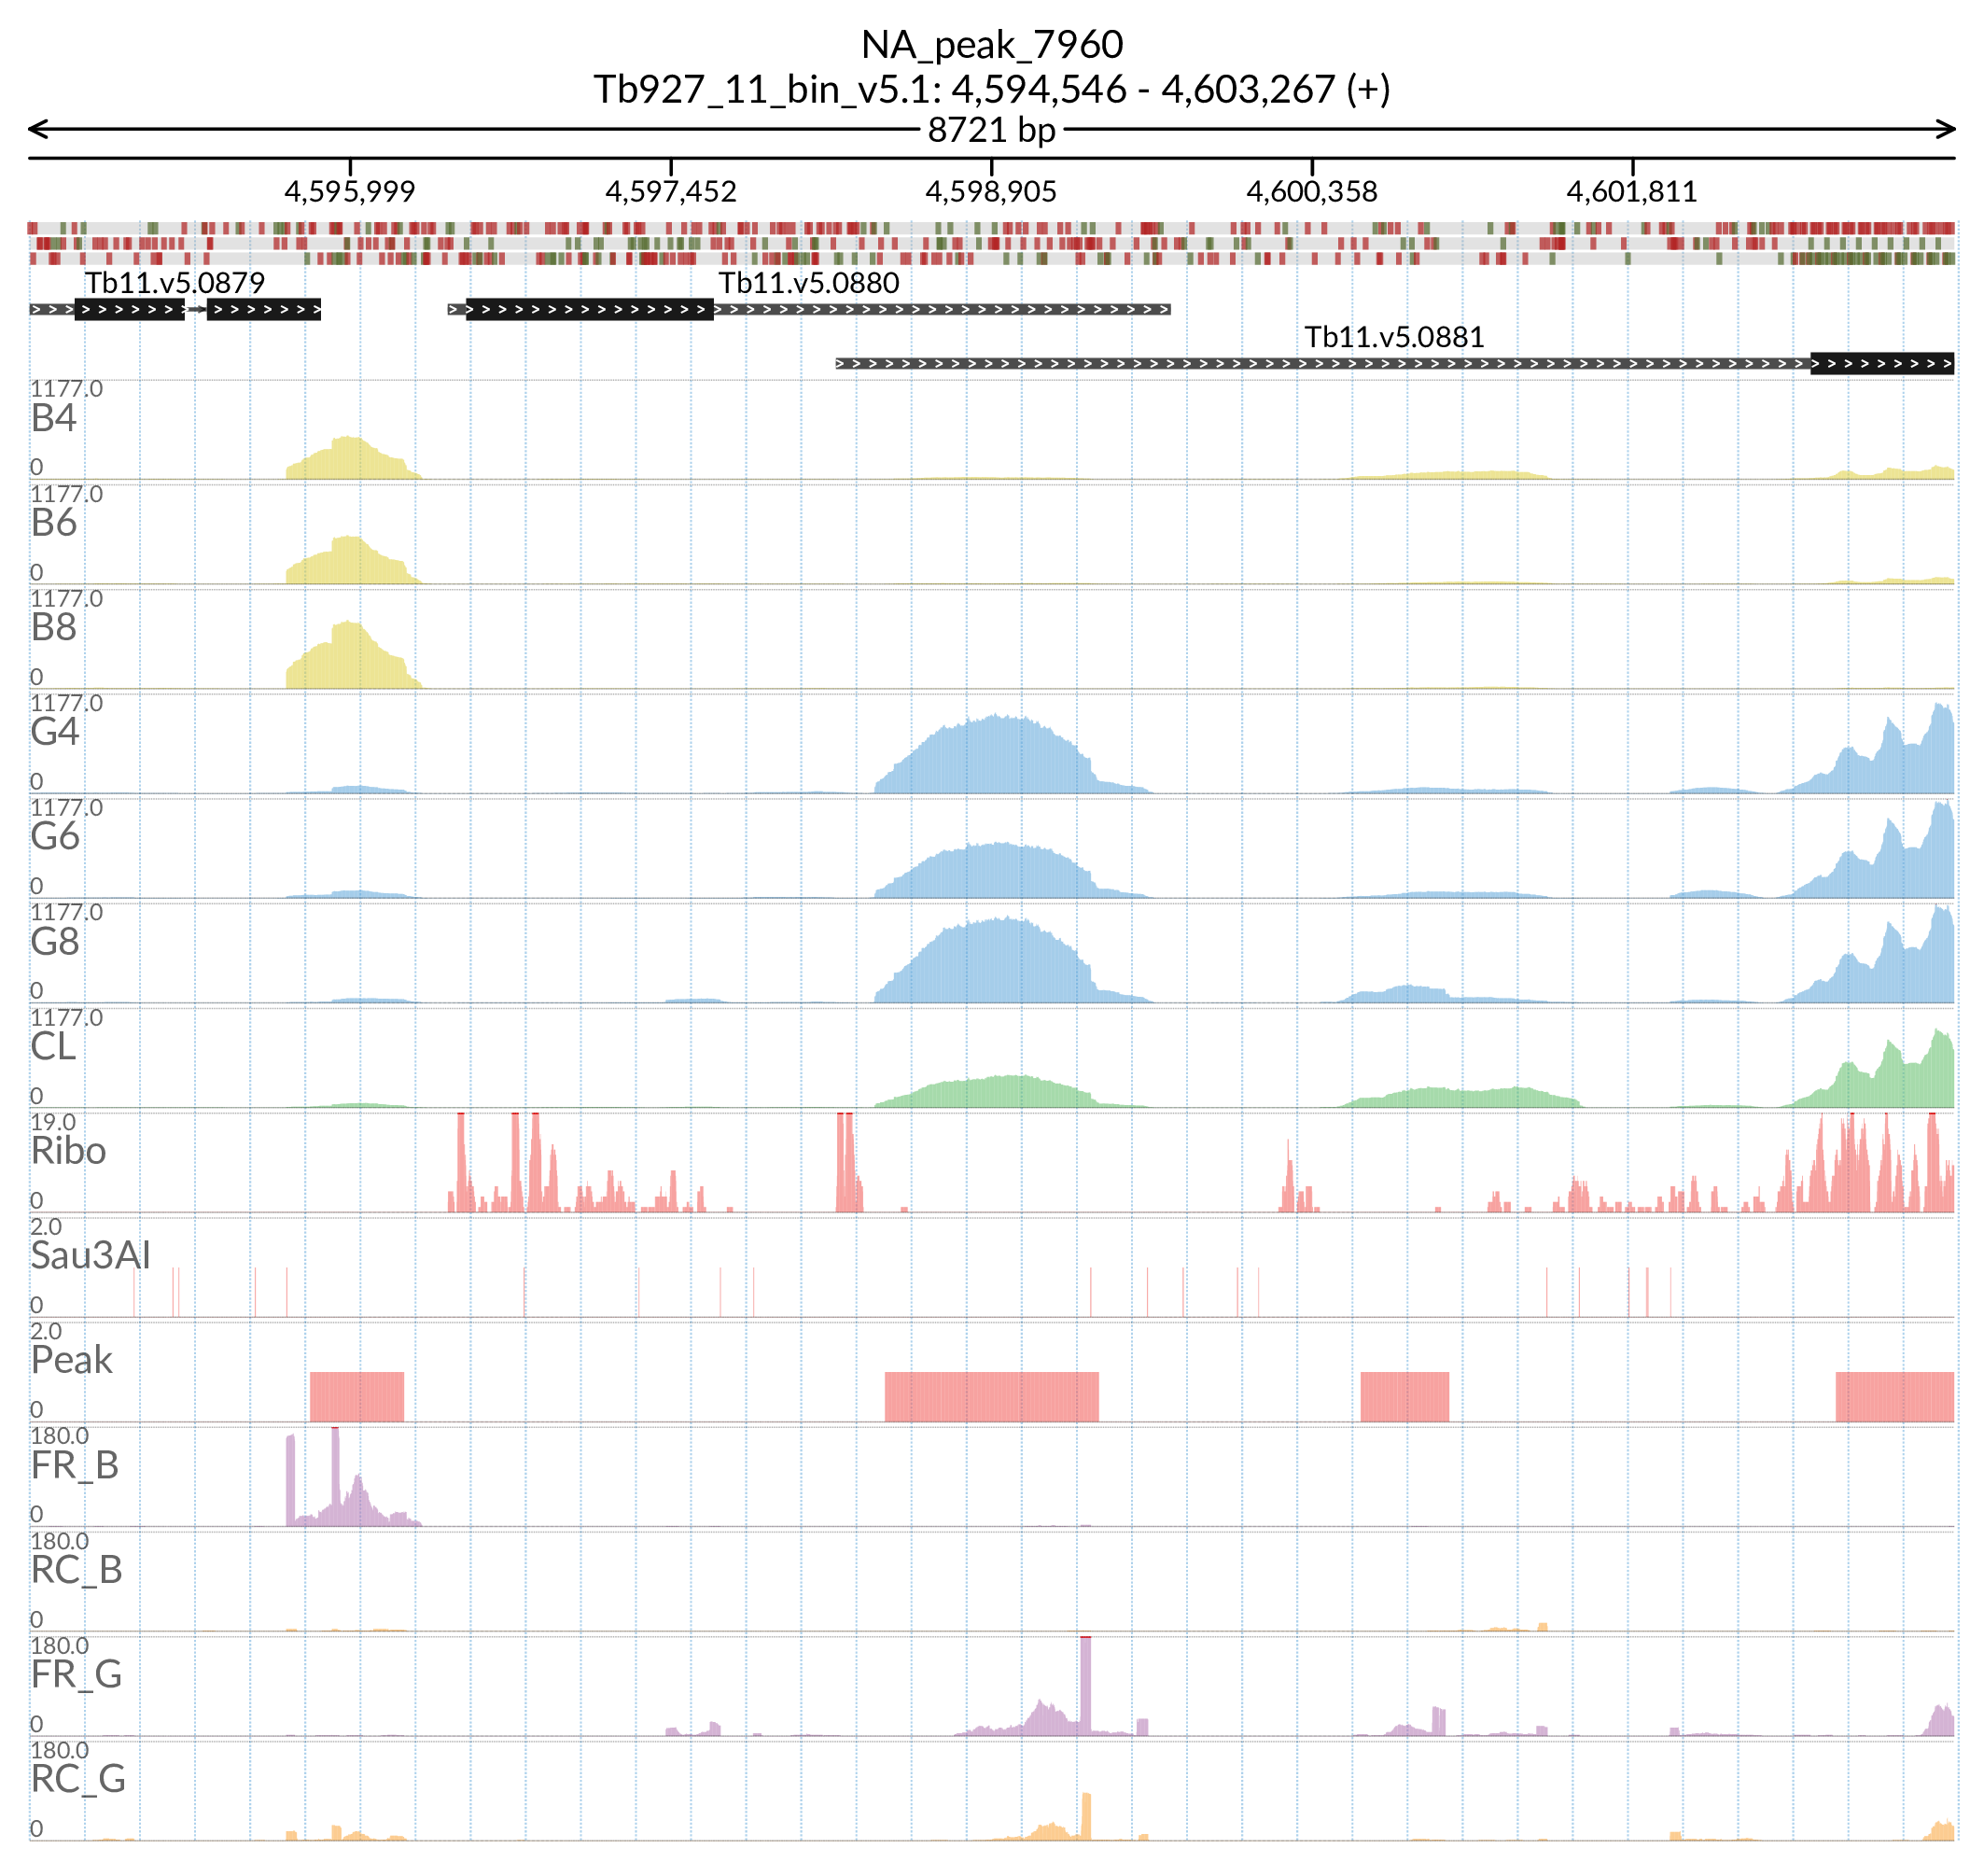 NA_peak_7960
Tb927_11_bin_v5.1: 4,594,546 - 4,603,267 (+)
8721 bp
4,595,999 4,597,452 4,598,905 4,600,358 4,601,811
Tb11.v5.0879 Tb11.v5.0880
Tb11.v5.0881
1177.0
B4
0
1177.0
B6
0
1177.0
B8
0
1177.0
G4
0
1177.0
G6
0
1177.0
G8
0
1177.0
CL
0
19.0
Ribo
0
2.0
Sau3AI
0
2.0
Peak
0
180.0
FR_B
0
180.0
RC_B
0
180.0
FR_G
0
180.0
RC_G
0